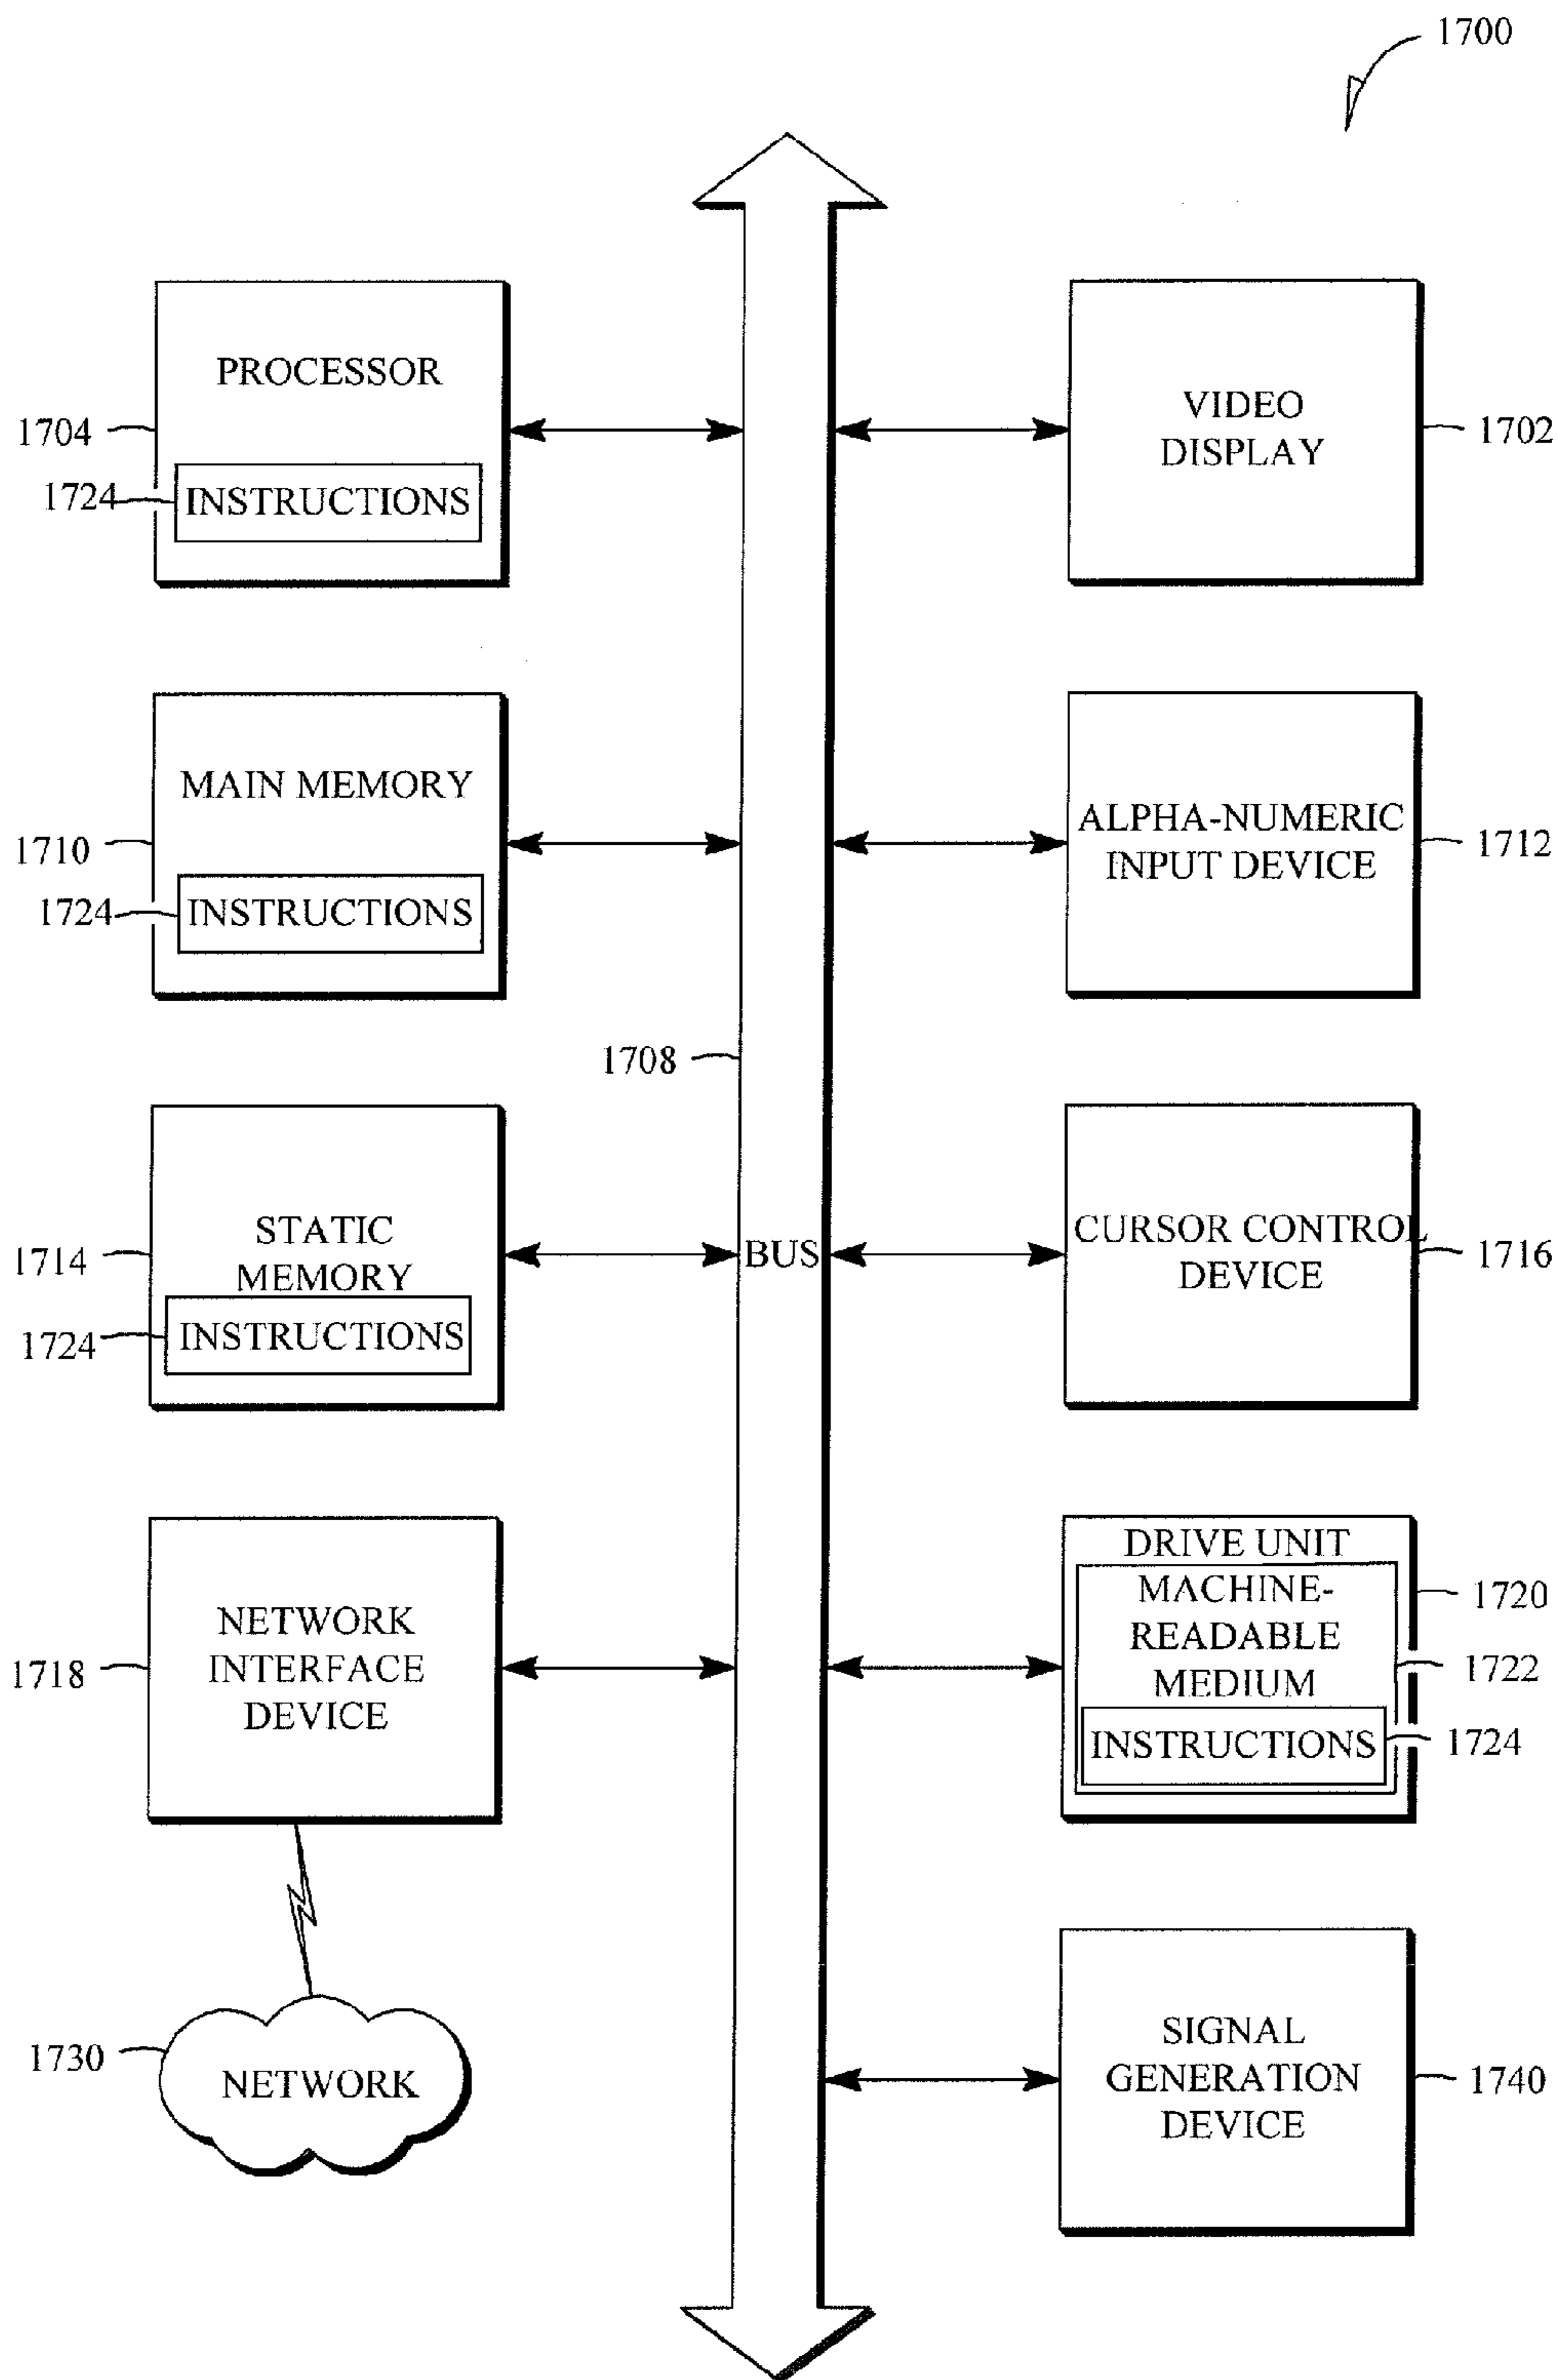 1700
PROCESSOR
1704
1724
INSTRUCTIONS
VIDEO
DISPLAY
1702
MAIN MEMORY
1710
1724
INSTRUCTIONS
ALPHA-NUMERIC
INPUT DEVICE
1712
1708
BUS
STATIC
MEMORY
1714
1724
INSTRUCTIONS
CURSOR CONTROL
DEVICE
1716
NETWORK
INTERFACE
DEVICE
1718
DRIVE UNIT
MACHINE-
READABLE
MEDIUM
INSTRUCTIONS
1720
1722
1724
1730
NETWORK
SIGNAL
GENERATION
DEVICE
1740